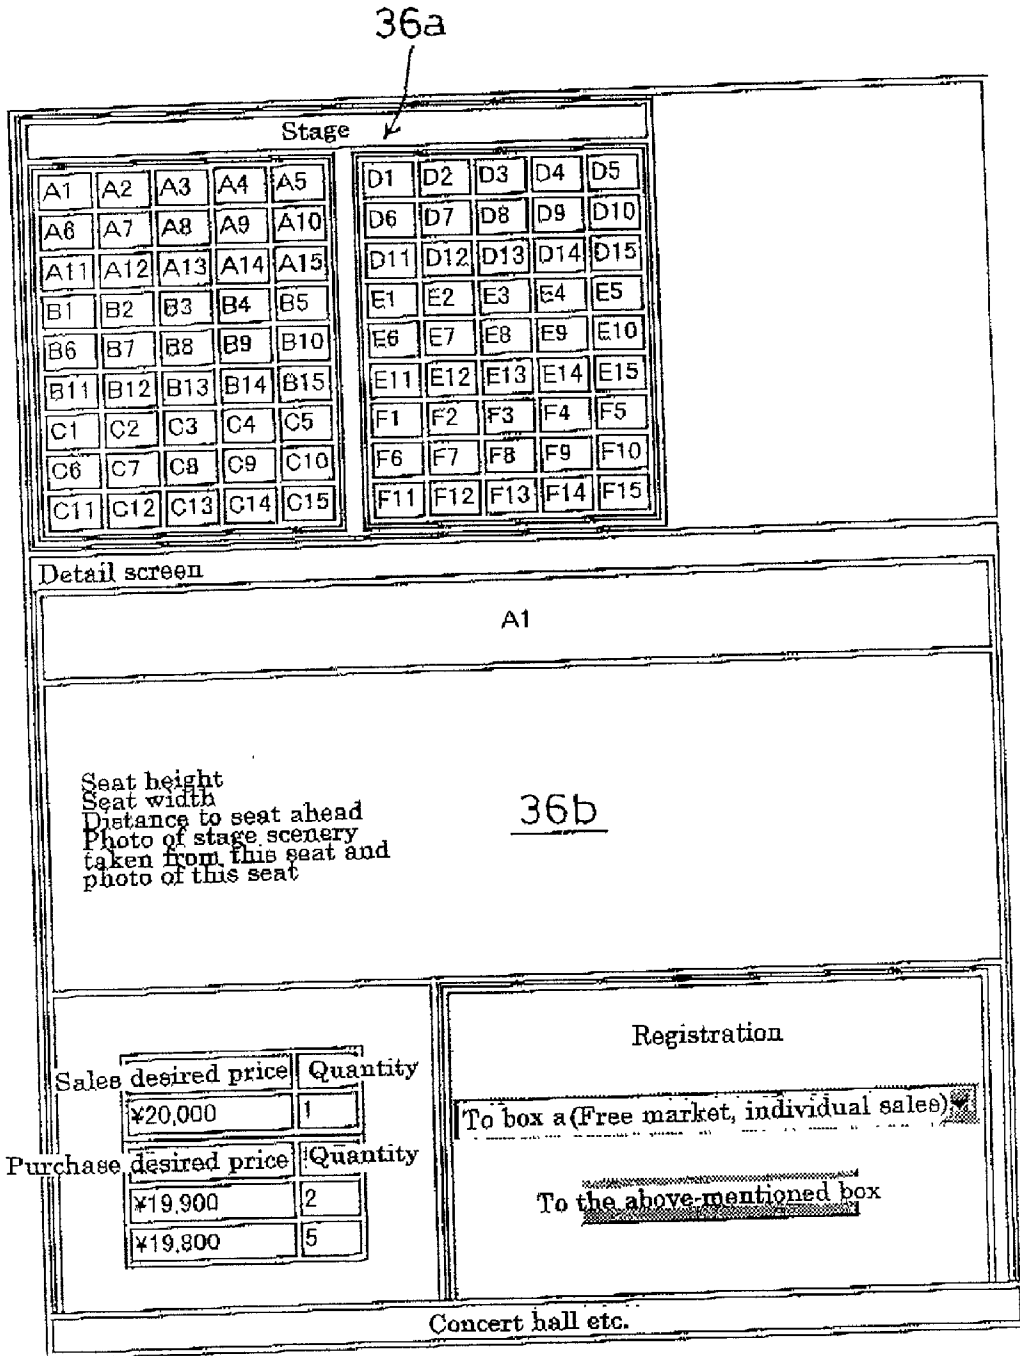 36a
Stage
A1 A2 A3 A4 A5 D1 D2 D3 D4 D5
A6 A7 A8 A9 A10 D6 D7 D8 D9 D10
A11 A12 A13 A14 A15 D11 D12 D13 D14 D15
B1 B2 B3 B4 B5 E1 E2 E3 E4 E5
B6 B7 B8 B9 B10 E6 E7 E8 E9 E10
B11 B12 B13 B14 B15 E11 E12 E13 E14 E15
C1 C2 C3 C4 C5 F1 F2 F3 F4 F5
C6 C7 C8 C9 C10 F6 F7 F8 F9 F10
C11 C12 C13 C14 C15 F11 F12 F13 F14 F15
Detail screen
A1
Seat height
Seat width
Distance to seat ahead
Photo of stage scenery
taken from this seat and
photo of this seat
36b
Sales desired price Quantity
¥20,000 1
Purchase desired price Quantity
¥19,900 2
¥19,800 5
Registration
To box a (Free market, individual sales)
To the above-mentioned box
Concert hall etc.